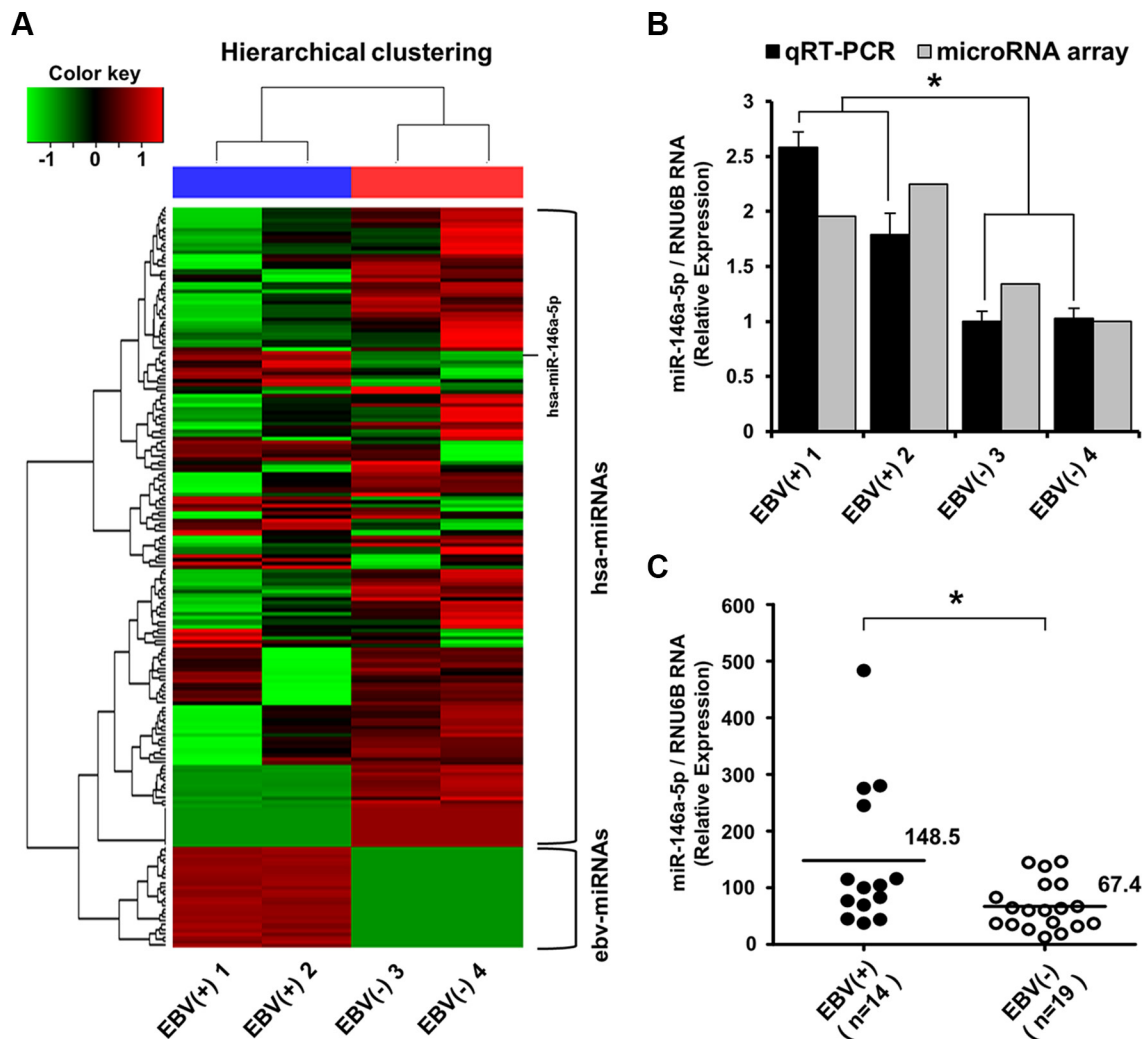 A
Hierarchical clustering
Color key
-1 0 1
hsa-miR-146a-5p
hsa-miRNAs
ebv-miRNAs
EBV(+) 1
EBV(+) 2
EBV(-) 3
EBV(-) 4
B
qRT-PCR microRNA array
*
miR-146a-5p / RNU6B RNA
(Relative Expression)
3
2.5
2
1.5
1
0.5
0
EBV(+) 1
EBV(+) 2
EBV(-) 3
EBV(-) 4
C
*
miR-146a-5p / RNU6B RNA
(Relative Expression)
600
500
400
300
200
100
0
148.5
67.4
EBV(+)
( n=14 )
EBV(-)
( n=19 )